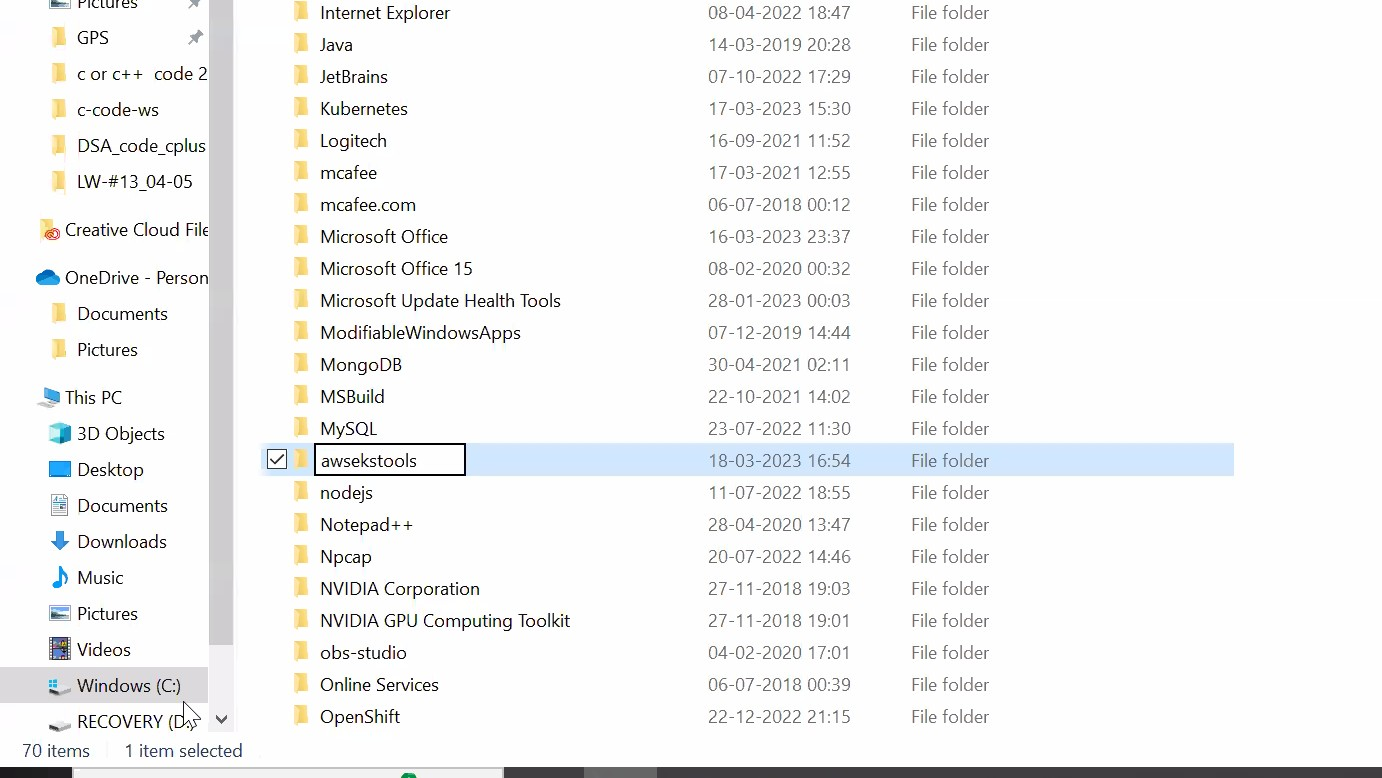 Pictures
GPS
c or c++ code 2
c-code-ws
DSA_code_cplus
LW-#13_04-05
Creative Cloud File
OneDrive - Person
Documents
Pictures
This PC
3D Objects
Desktop
Documents
Downloads
Music
Pictures
Videos
Windows (C:)
RECOVERY (D:)
Internet Explorer 08-04-2022 18:47 File folder
Java 14-03-2019 20:28 File folder
JetBrains 07-10-2022 17:29 File folder
Kubernetes 17-03-2023 15:30 File folder
Logitech 16-09-2021 11:52 File folder
mcafee 17-03-2021 12:55 File folder
mcafee.com 06-07-2018 00:12 File folder
Microsoft Office 16-03-2023 23:37 File folder
Microsoft Office 15 08-02-2020 00:32 File folder
Microsoft Update Health Tools 28-01-2023 00:03 File folder
ModifiableWindowsApps 07-12-2019 14:44 File folder
MongoDB 30-04-2021 02:11 File folder
MSBuild 22-10-2021 14:02 File folder
MySQL 23-07-2022 11:30 File folder
awsekstools 18-03-2023 16:54 File folder
nodejs 11-07-2022 18:55 File folder
Notepad++ 28-04-2020 13:47 File folder
Npcap 20-07-2022 14:46 File folder
NVIDIA Corporation 27-11-2018 19:03 File folder
NVIDIA GPU Computing Toolkit 27-11-2018 19:01 File folder
obs-studio 04-02-2020 17:01 File folder
Online Services 06-07-2018 00:39 File folder
OpenShift 22-12-2022 21:15 File folder
70 items 1 item selected